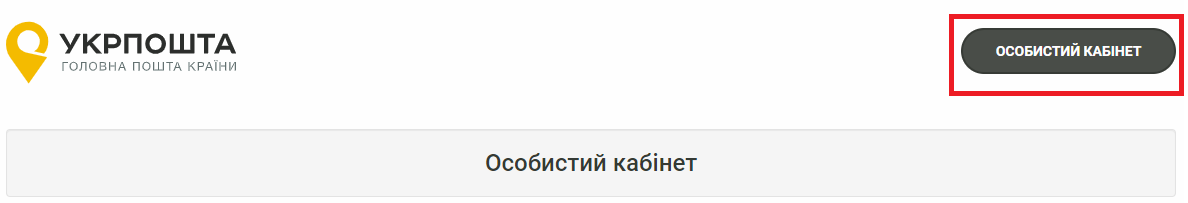 УКРПОШТА
ГОЛОВНА ПОШТА КРАЇНИ
ОСОБИСТИЙ КАБІНЕТ
Особистий кабінет